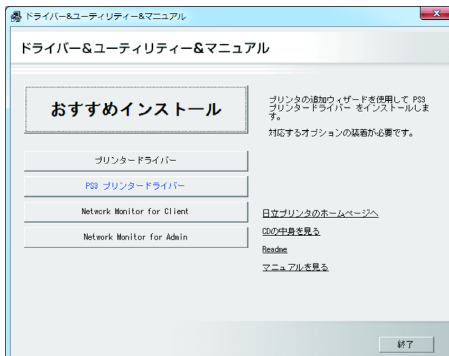 ドライバー&ユーティリティー&マニュアル
ドライバー&ユーティリティー&マニュアル
おすすめインストール
プリンタの追加ウィザードを使用して PS3
プリンタードライバー をインストールしま
す。
対応するオプションの装着が必要です。
プリンタードライバー
PS3 プリンタードライバー
Network Monitor for Client
Network Monitor for Admin
日立プリンタのホームページへ
CDの中身を見る
Readme
マニュアルを見る
終了